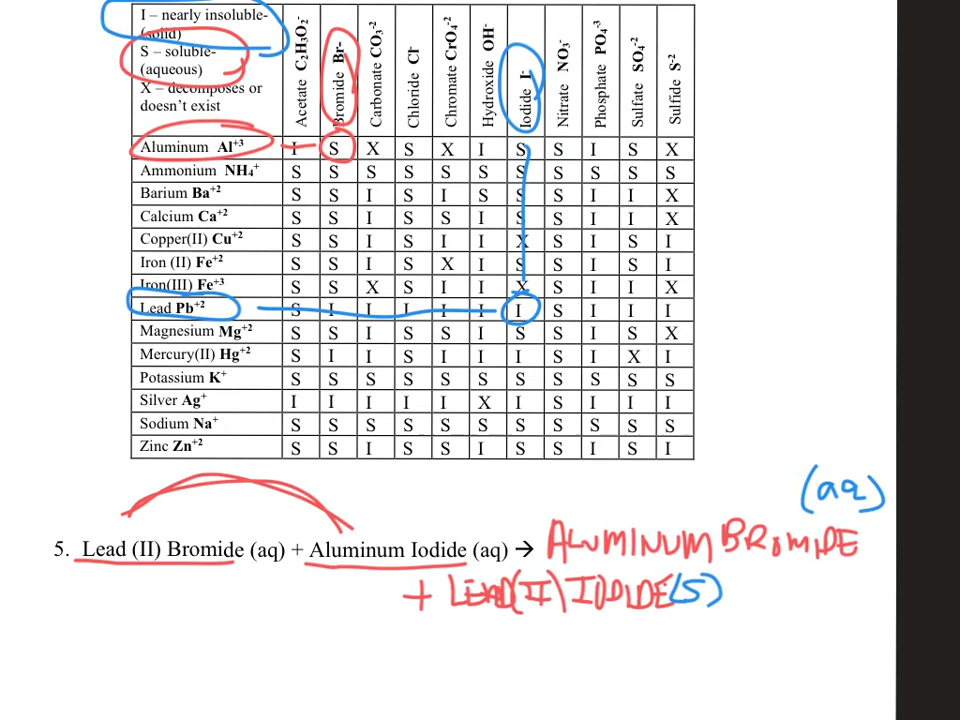 I – nearly insoluble-
(solid)
S – soluble-
(aqueous)
X – decomposes or
doesn't exist
Acetate C2H3O2-
Bromide Br-
Carbonate CO3-2
Chloride Cl-
Chromate CrO4-2
Hydroxide OH-
Iodide I-
Nitrate NO3-
Phosphate PO4-3
Sulfate SO4-2
Sulfide S-2
Aluminum Al+3 I S X S X I S S I S X
Ammonium NH4+ S S S S S S S S S S S
Barium Ba+2 S S I S I S S S I I X
Calcium Ca+2 S S I S S I S S I I X
Copper(II) Cu+2 S S I S I I X S I S I
Iron (II) Fe+2 S S I S X I S S I S I
Iron(III) Fe+3 S S X S I I X S I I X
Lead Pb+2 S I I I I I I S I I I
Magnesium Mg+2 S S I S S I S S I S X
Mercury(II) Hg+2 S I I S I I I S I X I
Potassium K+ S S S S S S S S S S S
Silver Ag+ I I I I I X I S I I I
Sodium Na+ S S S S S S S S S S S
Zinc Zn+2 S S I S S I S S I S I
(aq)
5. Lead (II) Bromide (aq) + Aluminum Iodide (aq) → ALUMINUM BROMIDE
+ LEAD(II) IODIDE(S)